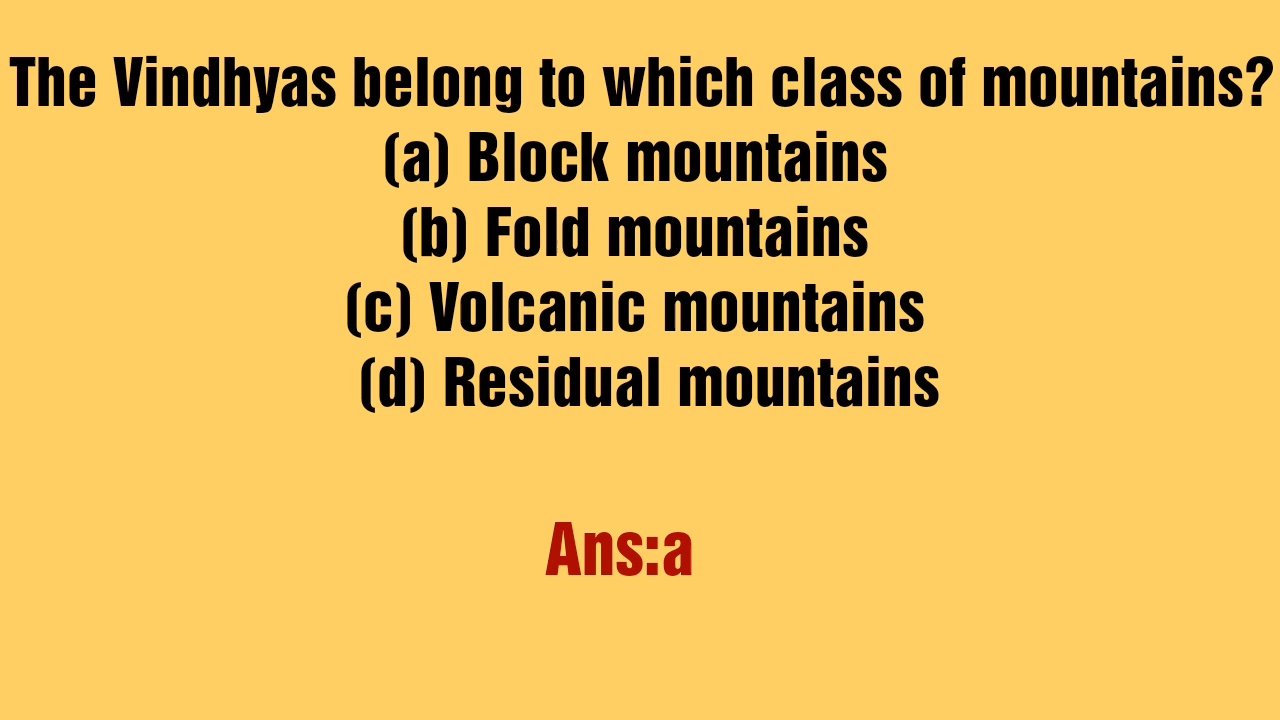 The Vindhyas belong to which class of mountains?
(a) Block mountains
(b) Fold mountains
(c) Volcanic mountains
(d) Residual mountains
Ans:a